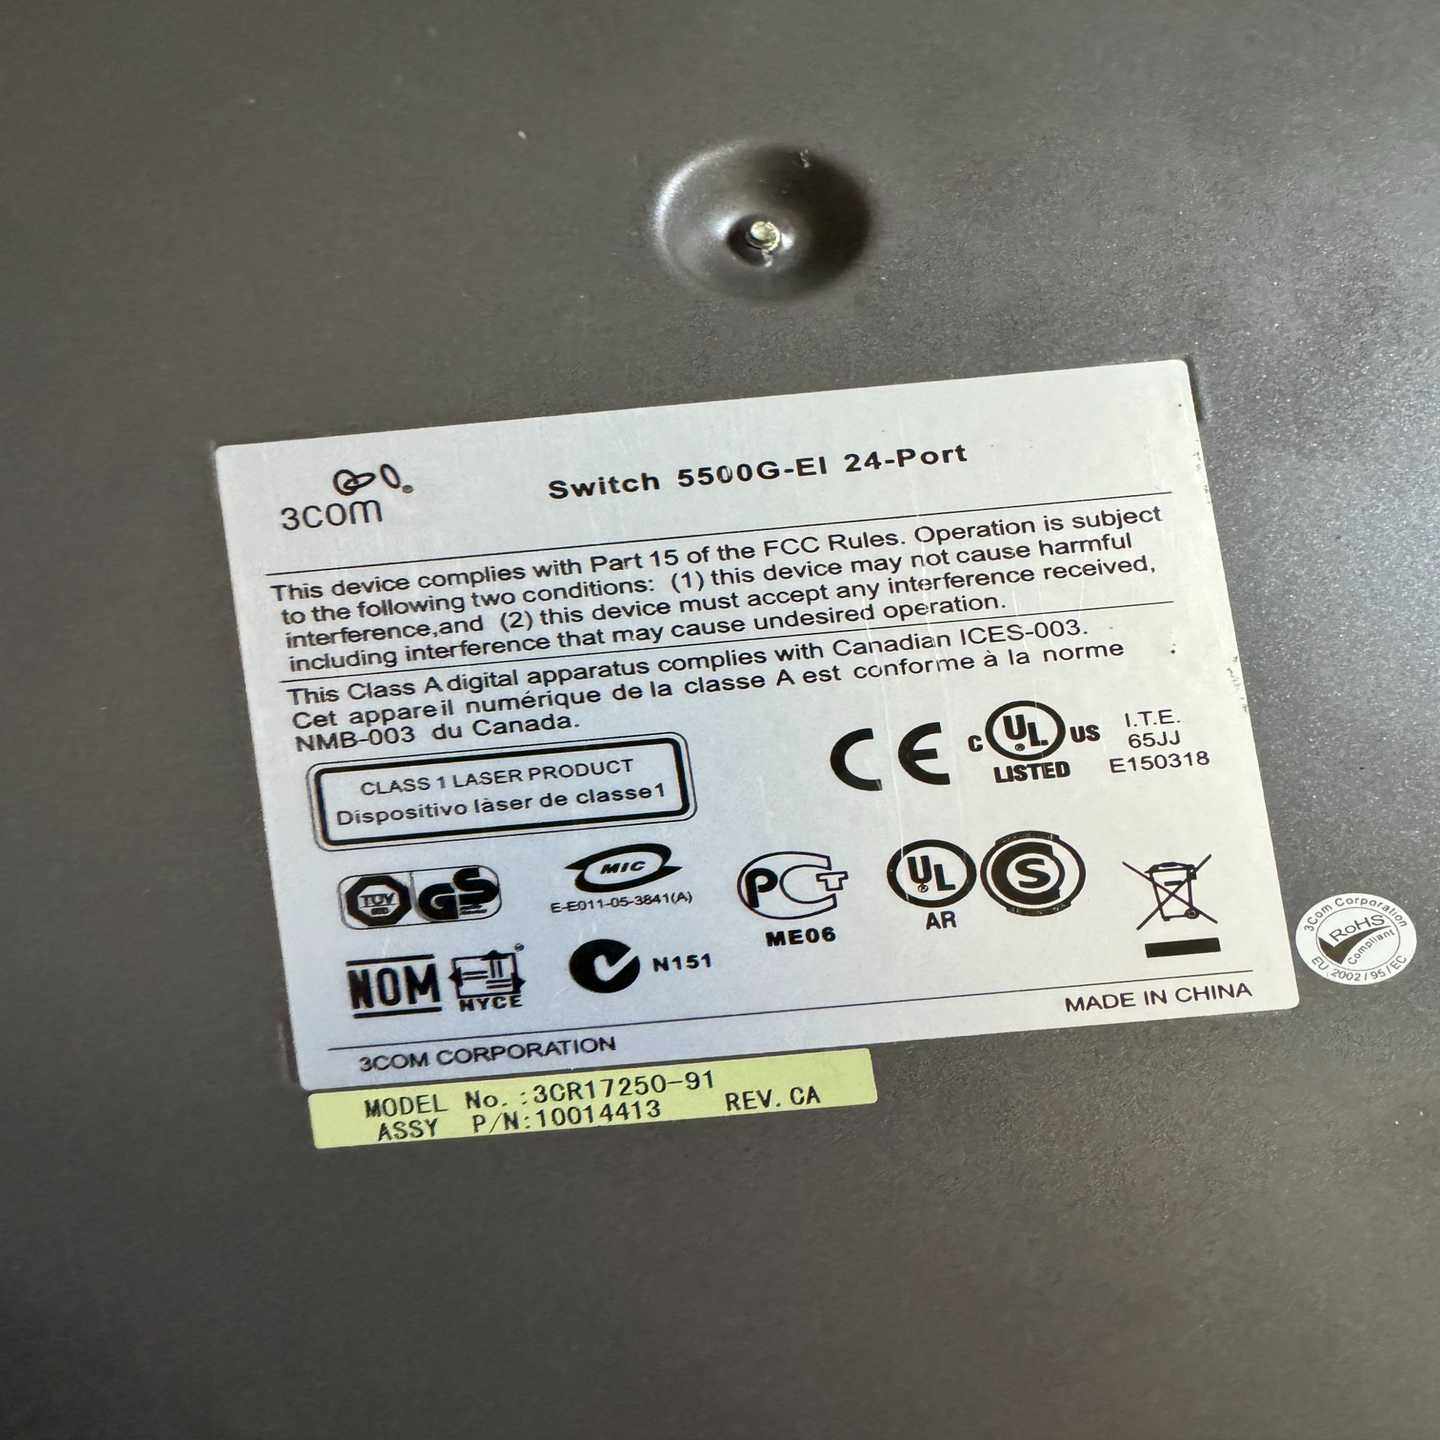 3COM
Switch 5500G-EI 24-Port
This device complies with Part 15 of the FCC Rules. Operation is subject
to the following two conditions: (1) this device may not cause harmful
interference,and (2) this device must accept any interference received,
including interference that may cause undesired operation.
This Class A digital apparatus complies with Canadian ICES-003.
Cet appareil numérique de la classe A est conforme à la norme
NMB-003 du Canada.
CLASS 1 LASER PRODUCT
Dispositivo làser de classe1
CE
C UL US
LISTED
I.T.E.
65JJ
E150318
TUV GS
MIC
E-E011-05-3841(A)
PCT
ME06
UL
AR
S
NOM
NYCE
N151
3COM CORPORATION
MADE IN CHINA
3Com Corporation
RoHS
Compliant
EU 2002/95/EC
MODEL No.:3CR17250-91
ASSY P/N:10014413 REV.CA